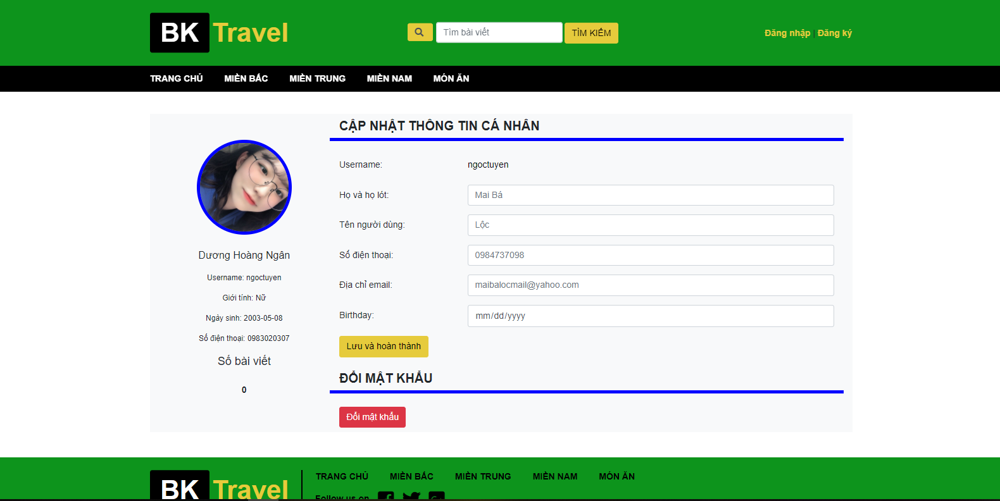 BK Travel
Tìm bài viết
TÌM KIẾM
Đăng nhập | Đăng ký
TRANG CHỦ
MIỀN BẮC
MIỀN TRUNG
MIỀN NAM
MÓN ĂN
Dương Hoàng Ngân
Username: ngoctuyen
Giới tính: Nữ
Ngày sinh: 2003-05-08
Số điện thoại: 0983020307
Số bài viết
0
CẬP NHẬT THÔNG TIN CÁ NHÂN
Username: ngoctuyen
Họ và họ lót: Mai Bá
Tên người dùng: Lộc
Số điện thoại: 0984737098
Địa chỉ email: maibalocmail@yahoo.com
Birthday: mm/dd/yyyy
Lưu và hoàn thành
ĐỔI MẬT KHẨU
Đổi mật khẩu
BK Travel
TRANG CHỦ
MIỀN BẮC
MIỀN TRUNG
MIỀN NAM
MÓN ĂN
Follow us on